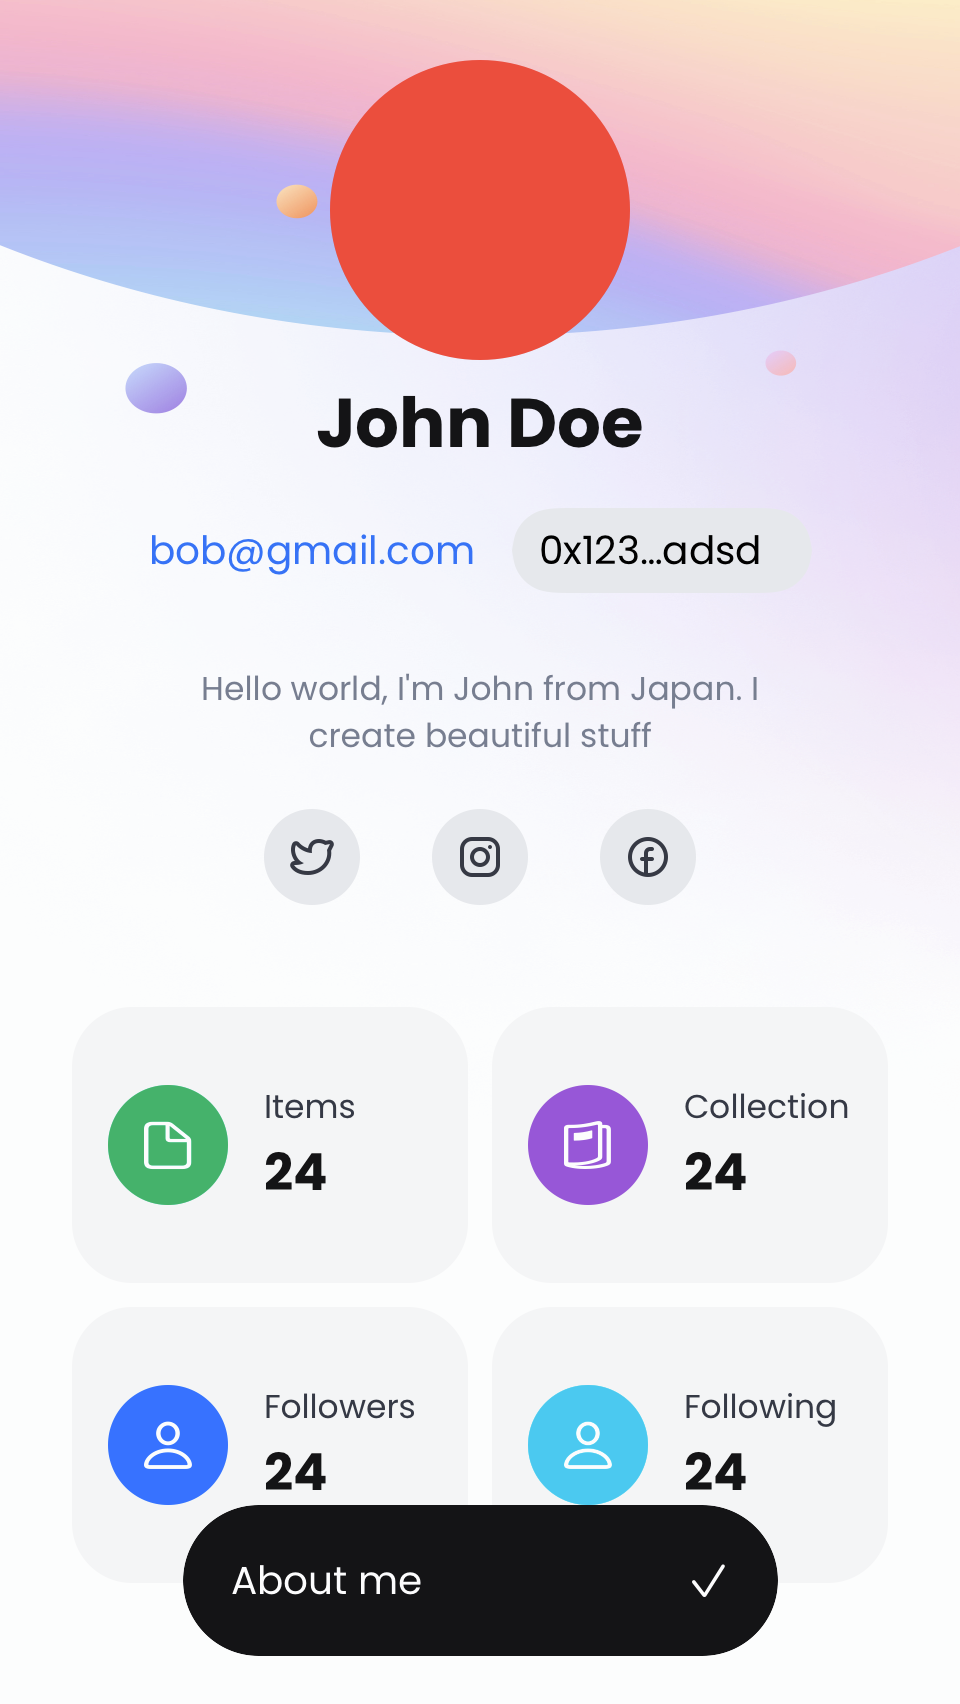 John Doe
bob@gmail.com 0x123...adsd
Hello world, I'm John from Japan. I
create beautiful stuff
Items
24
Collection
24
Followers
24
Following
24
About me